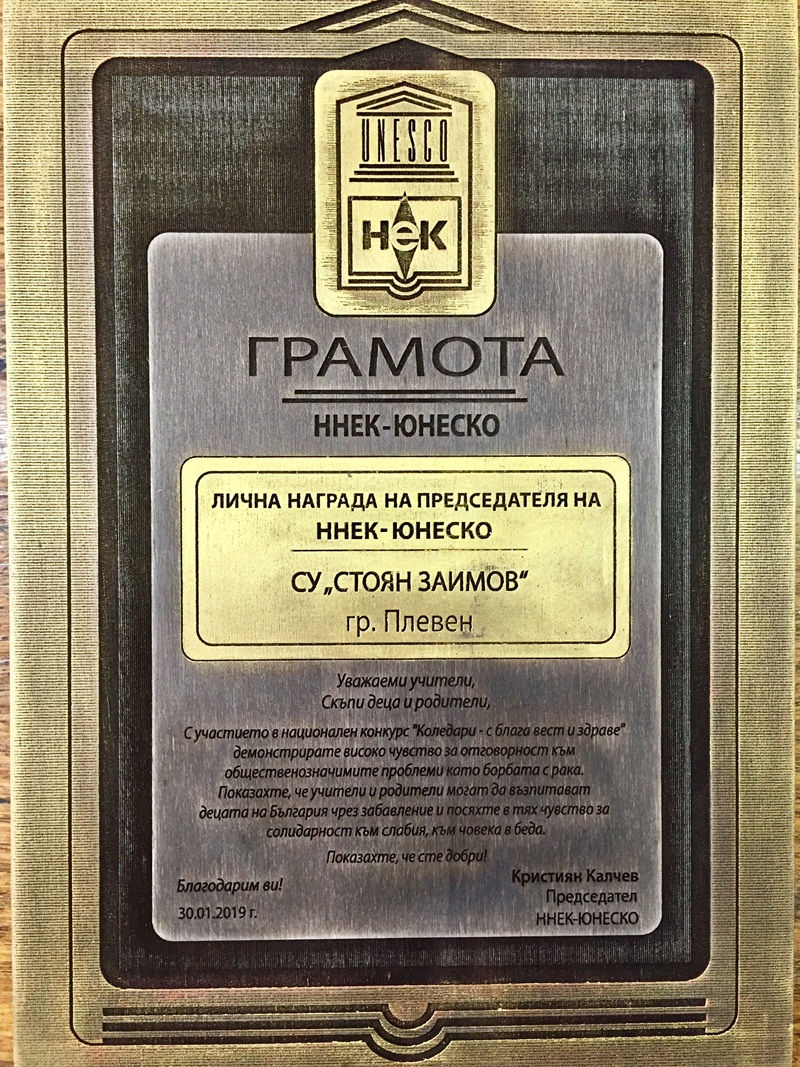 UNESCO
НеК
ГРАМОТА
ННЕК-ЮНЕСКО
ЛИЧНА НАГРАДА НА ПРЕДСЕДАТЕЛЯ НА
ННЕК-ЮНЕСКО
СУ „СТОЯН ЗАИМОВ“
гр. Плевен
Уважаеми учители,
Скъпи деца и родители,
С участието в национален конкурс "Коледари - с блага вест и здраве"
демонстрирате високо чувство за отговорност към
общественозначимите проблеми като борбата с рака.
Показахте, че учители и родители могат да възпитават
децата на България чрез забавление и посяхте в тях чувство за
солидарност към слабия, към човека в беда.
Показахте, че сте добри!
Благодарим ви!
30.01.2019 г.
Кристиян Калчев
Председател
ННЕК-ЮНЕСКО